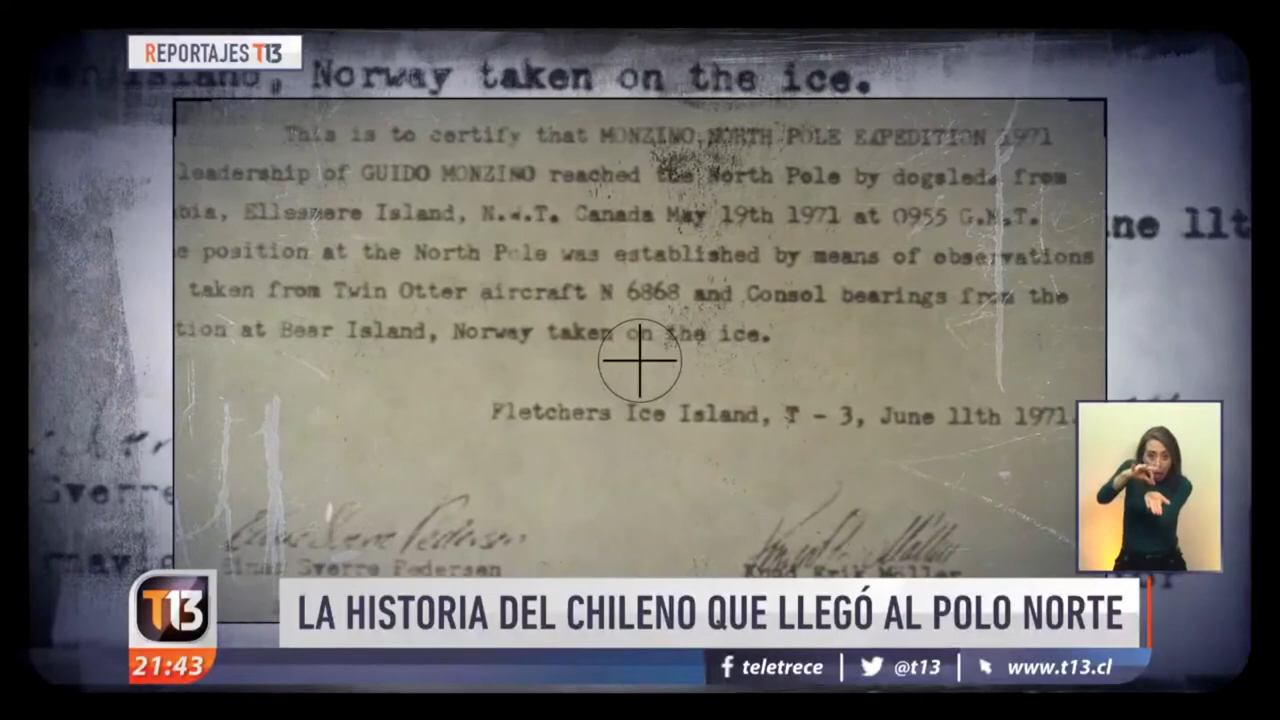 REPORTAJES T13
Island, Norway taken on the ice.
This is to certify that MONZINO NORTH POLE EXPEDITION 1971
leadership of GUIDO MONZINO reached the North Pole by dogsleds from
bia, Ellesmere Island, N.W.T. Canada May 19th 1971 at 0955 G.M.T.
e position at the North Pole was established by means of observations
taken from Twin Otter aircraft N 6868 and Consol bearings from the
tion at Bear Island, Norway taken on the ice.
ne 11t
Fletchers Ice Island, T - 3, June 11th 1971.
Sverre
Sverre Pedersen
Knud Erik Møller
T13
LA HISTORIA DEL CHILENO QUE LLEGÓ AL POLO NORTE
21:43
teletrece | @t13 | www.t13.cl